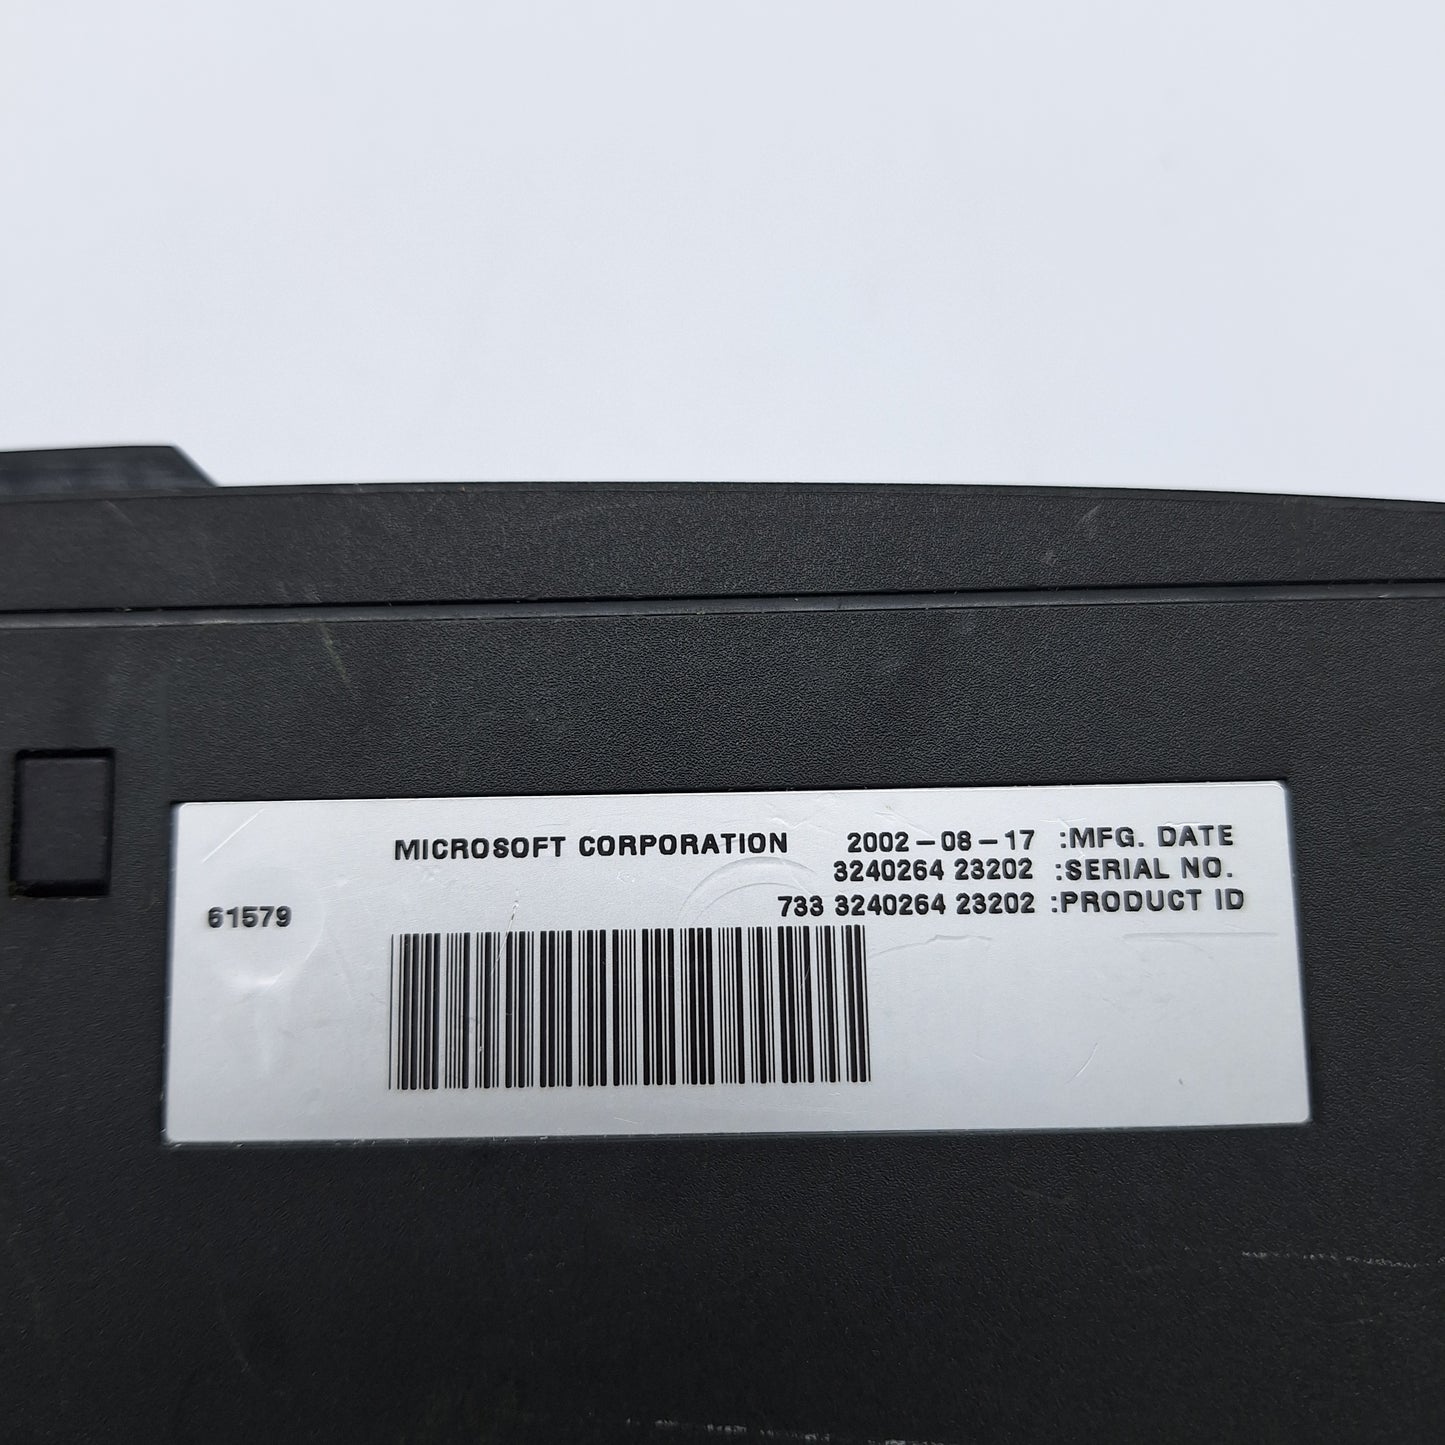 MICROSOFT CORPORATION 2002-08-17 :MFG. DATE
3240264 23202 :SERIAL NO.
733 3240264 23202 :PRODUCT ID
61579